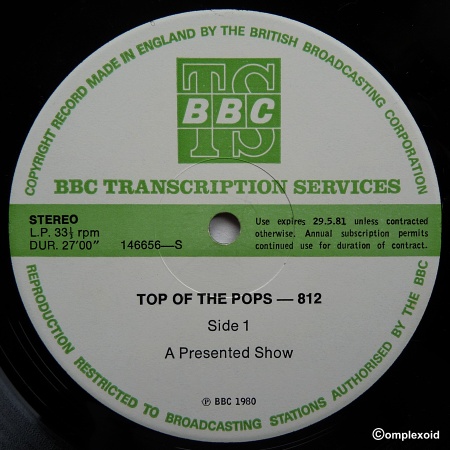 COPYRIGHT RECORD MADE IN ENGLAND BY THE BRITISH BROADCASTING CORPORATION
TS
BBC
BBC TRANSCRIPTION SERVICES
STEREO
L.P. 33⅓ rpm
DUR. 27'00" 146656—S
Use expires 29.5.81 unless contracted
otherwise. Annual subscription permits
continued use for duration of contract.
TOP OF THE POPS — 812
Side 1
A Presented Show
℗ BBC 1980
REPRODUCTION RESTRICTED TO BROADCASTING STATIONS AUTHORISED BY THE BBC
©omplexoid